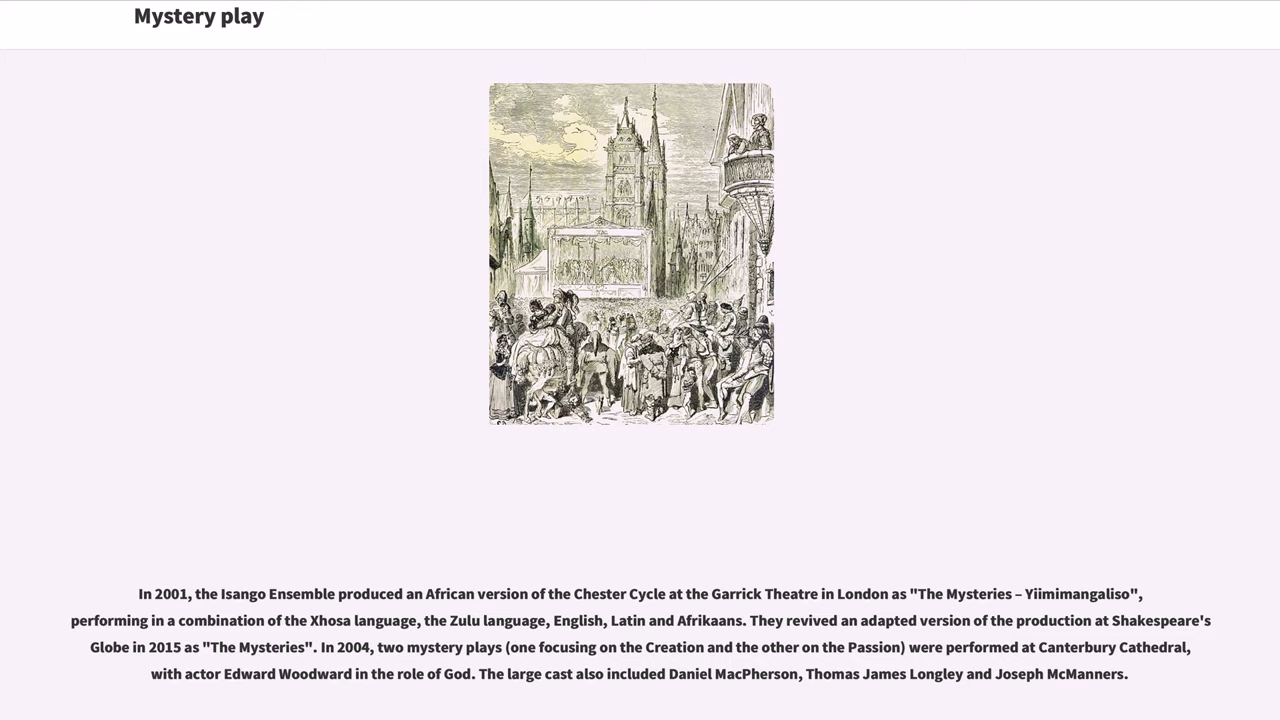 Mystery play
In 2001, the Isango Ensemble produced an African version of the Chester Cycle at the Garrick Theatre in London as "The Mysteries – Yiimimangaliso",
performing in a combination of the Xhosa language, the Zulu language, English, Latin and Afrikaans. They revived an adapted version of the production at Shakespeare's
Globe in 2015 as "The Mysteries". In 2004, two mystery plays (one focusing on the Creation and the other on the Passion) were performed at Canterbury Cathedral,
with actor Edward Woodward in the role of God. The large cast also included Daniel MacPherson, Thomas James Longley and Joseph McManners.